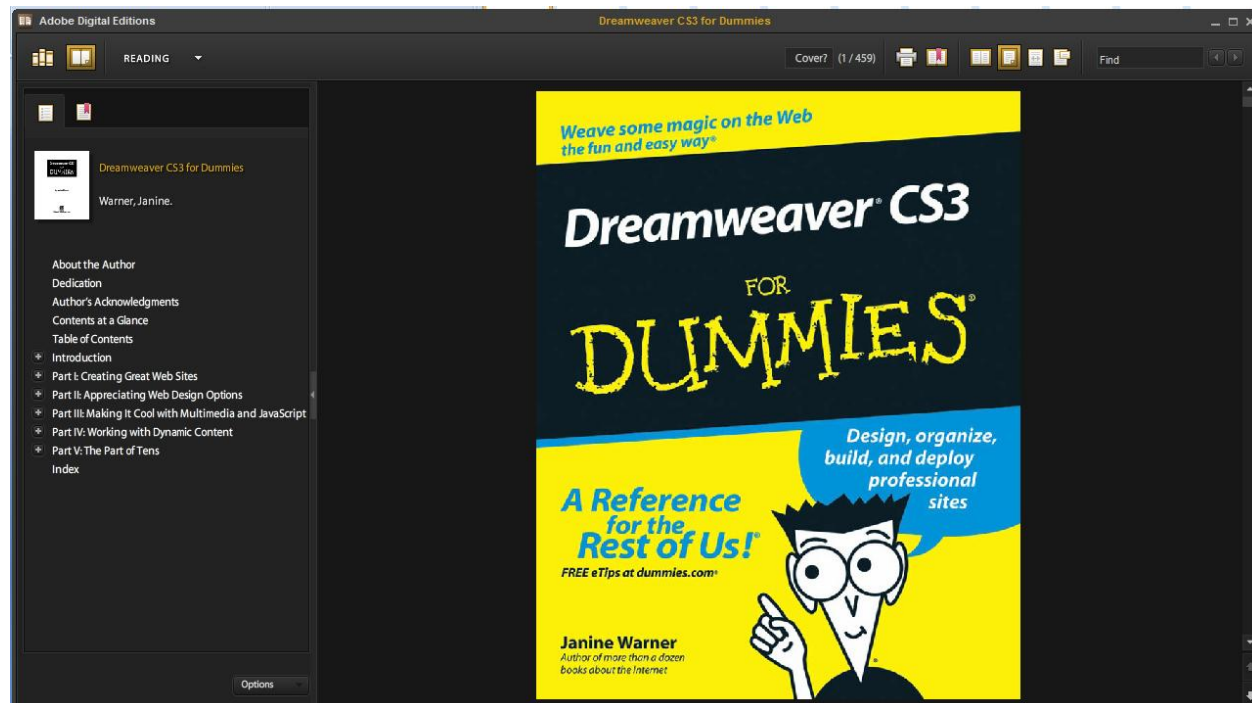 Adobe Digital Editions
Dreamweaver CS3 for Dummies
READING
Cover? (1 / 459)
Find
Dreamweaver CS3 for Dummies
Warner, Janine.
About the Author
Dedication
Author's Acknowledgments
Contents at a Glance
Table of Contents
Introduction
Part I: Creating Great Web Sites
Part II: Appreciating Web Design Options
Part III: Making It Cool with Multimedia and JavaScript
Part IV: Working with Dynamic Content
Part V: The Part of Tens
Index
Options
Weave some magic on the Web
the fun and easy way®
Dreamweaver® CS3
FOR
DUMMIES®
Design, organize,
build, and deploy
professional
sites
A Reference
for the
Rest of Us!®
FREE eTips at dummies.com®
Janine Warner
Author of more than a dozen
books about the Internet